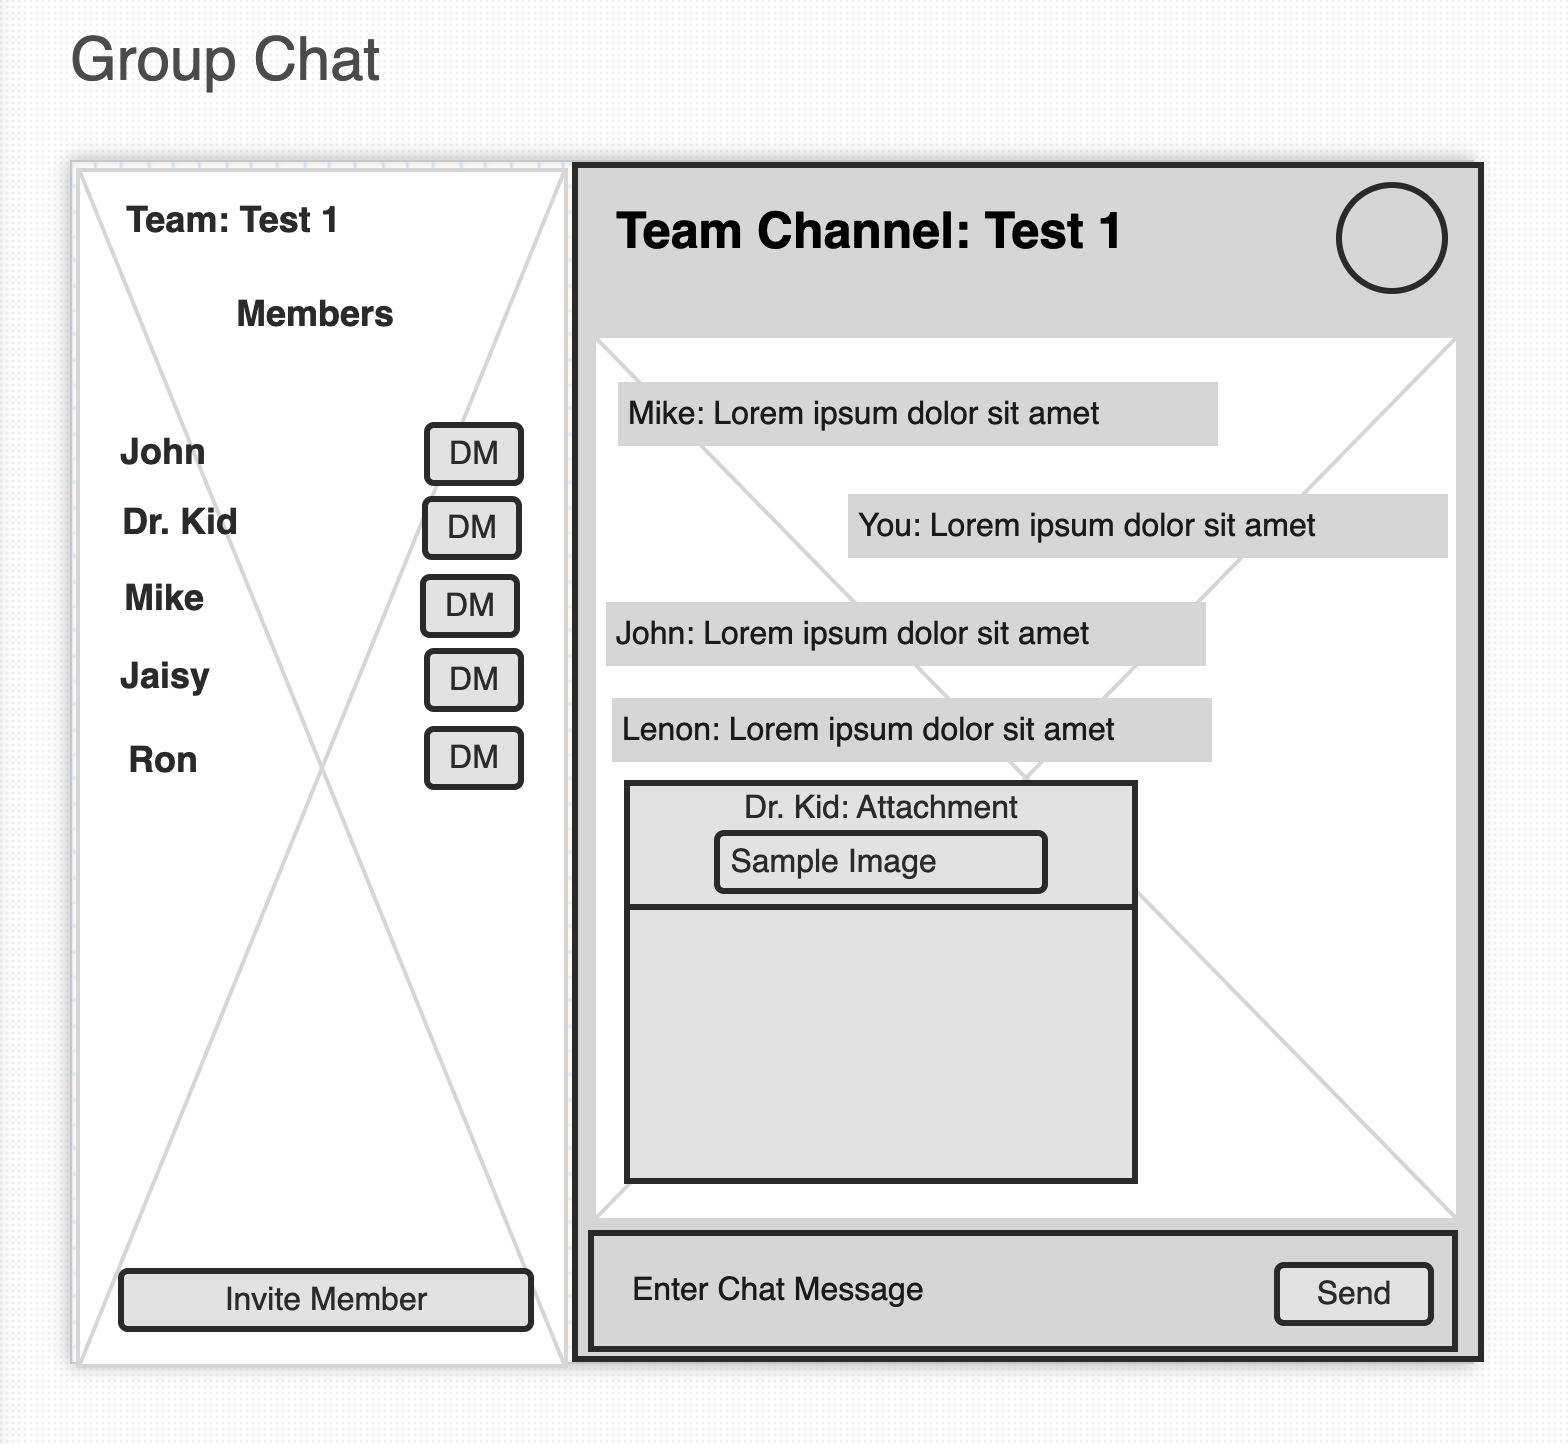 Group Chat
Team: Test 1
Members
John
DM
Dr. Kid
DM
Mike
DM
Jaisy
DM
Ron
DM
Invite Member
Team Channel: Test 1
Mike: Lorem ipsum dolor sit amet
You: Lorem ipsum dolor sit amet
John: Lorem ipsum dolor sit amet
Lenon: Lorem ipsum dolor sit amet
Dr. Kid: Attachment
Sample Image
Enter Chat Message
Send